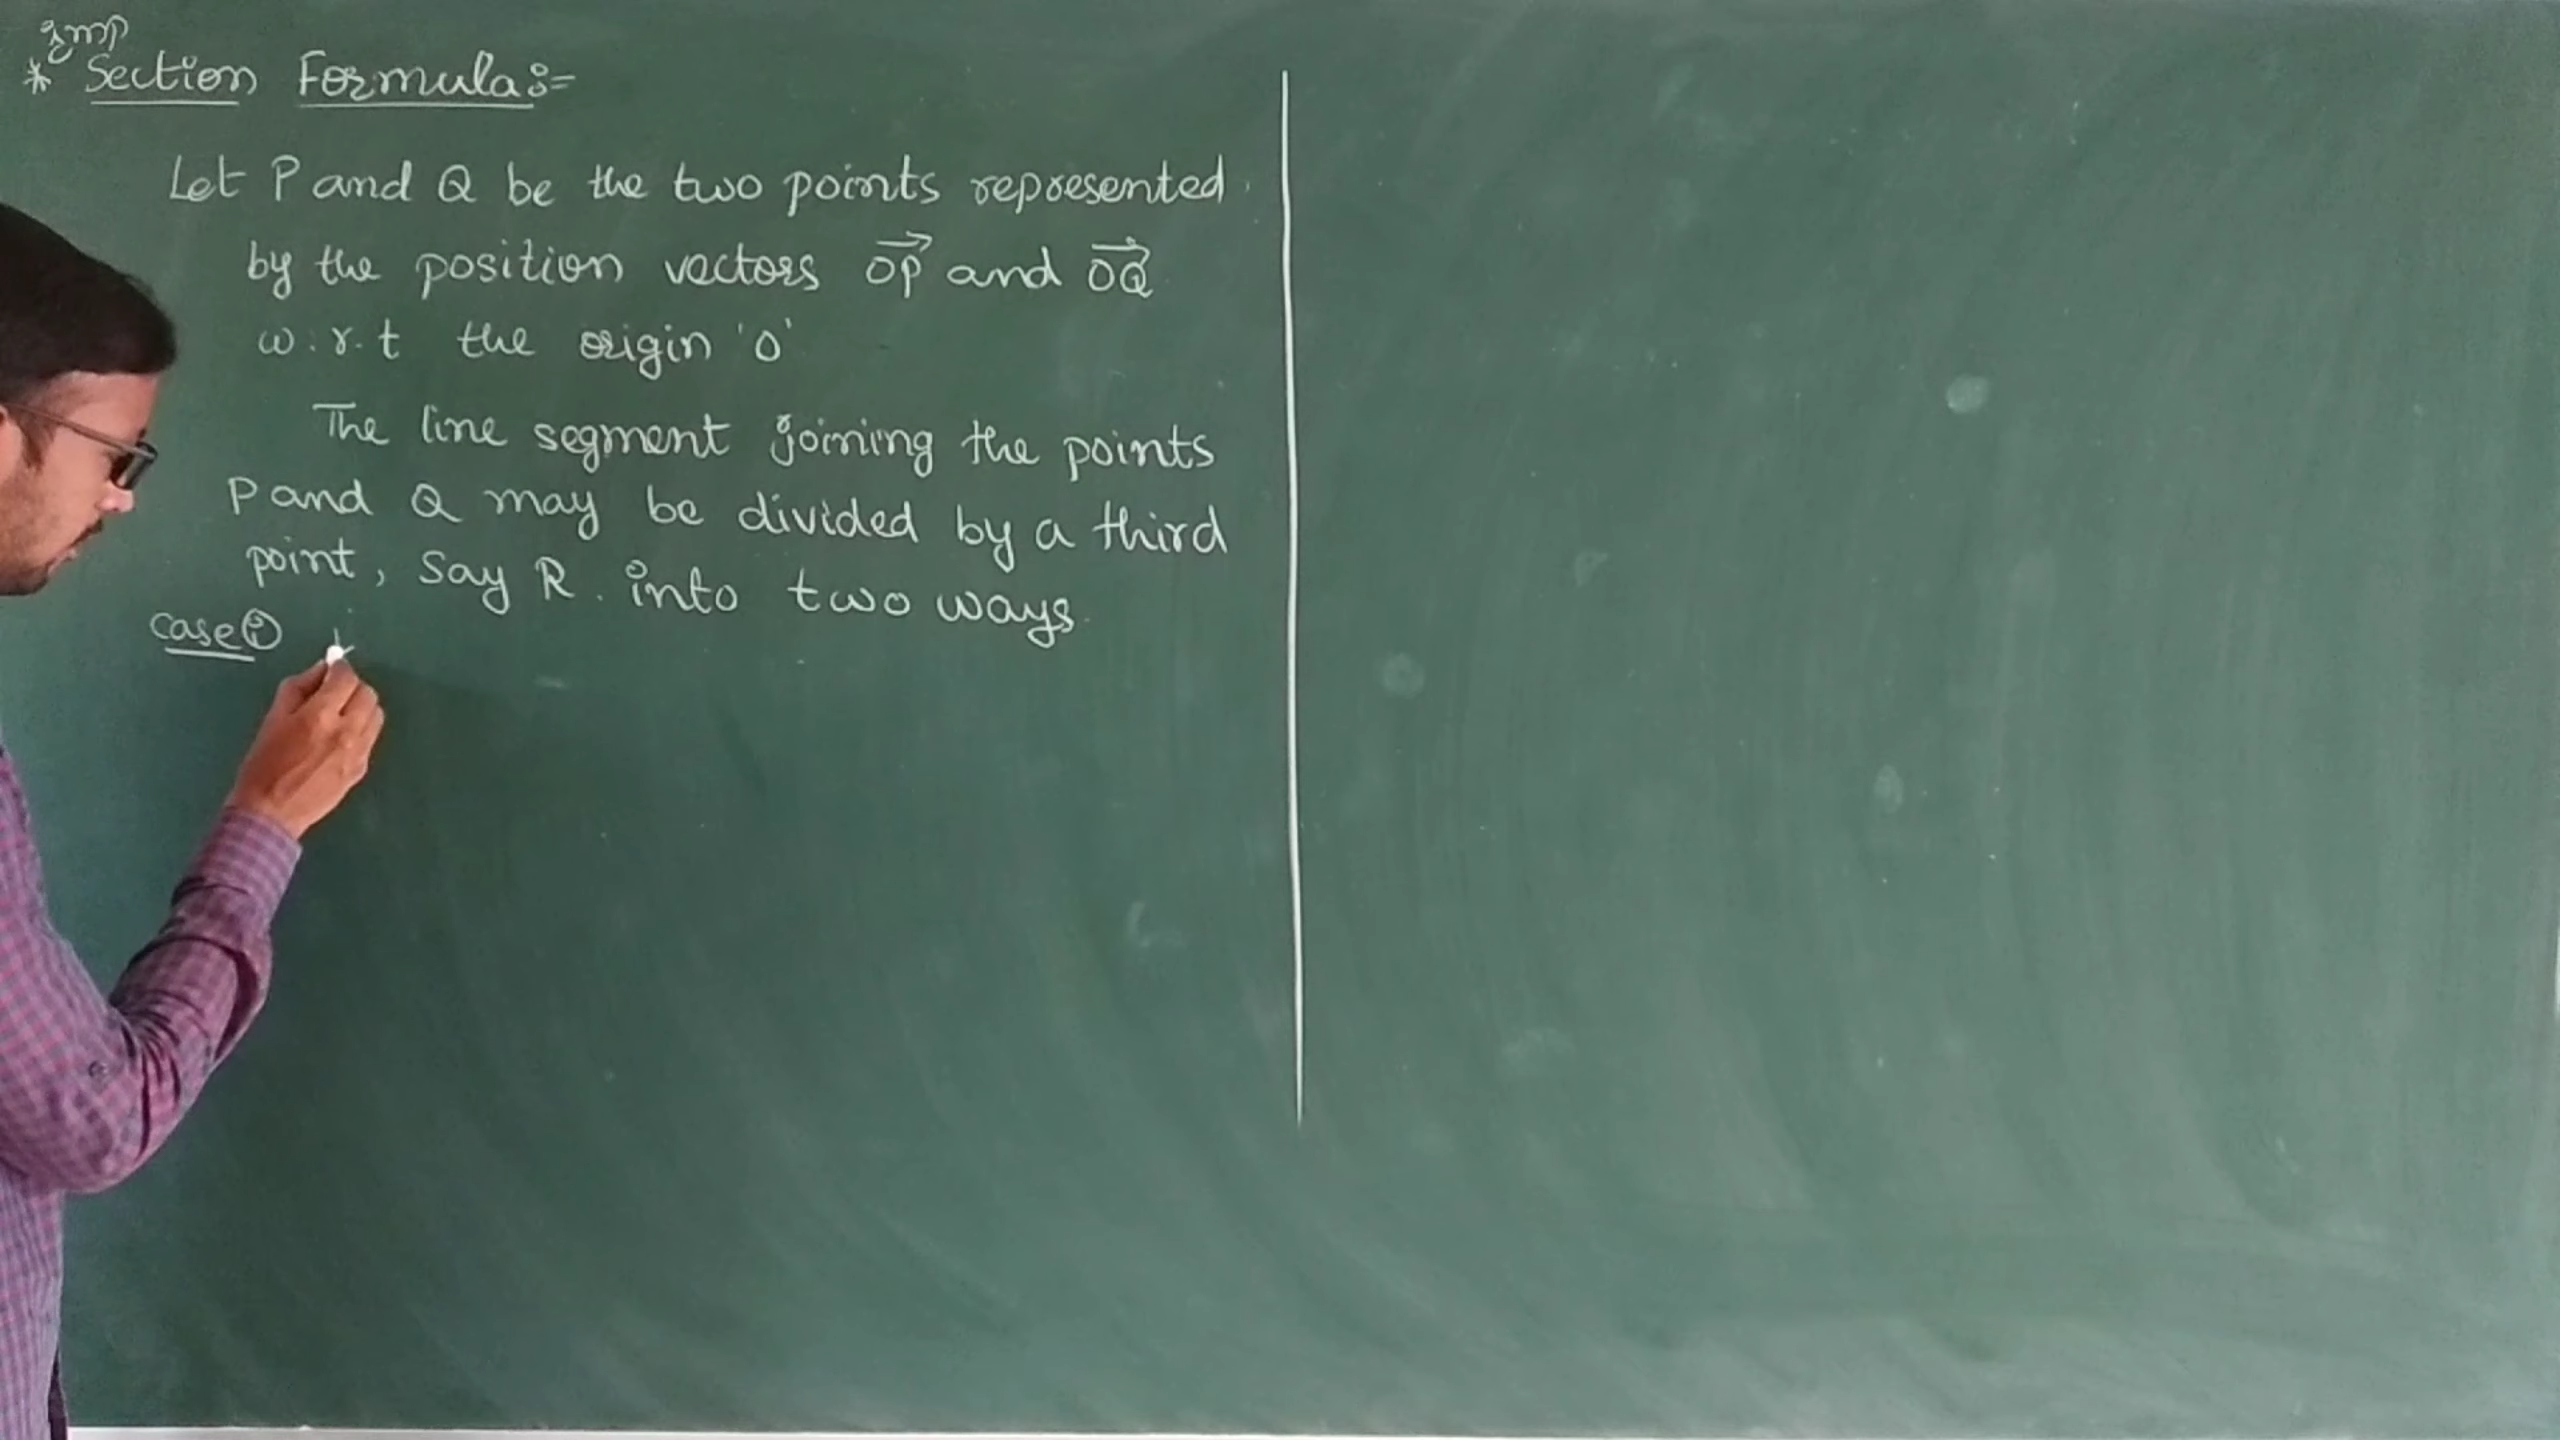 Imp
* Section Formula:-
Let P and Q be the two points represented
by the position vectors OP⃗ and OQ⃗
w.r.t the origin 'O'
The line segment joining the points
P and Q may be divided by a third
point, Say R. into two ways.
Case (i)